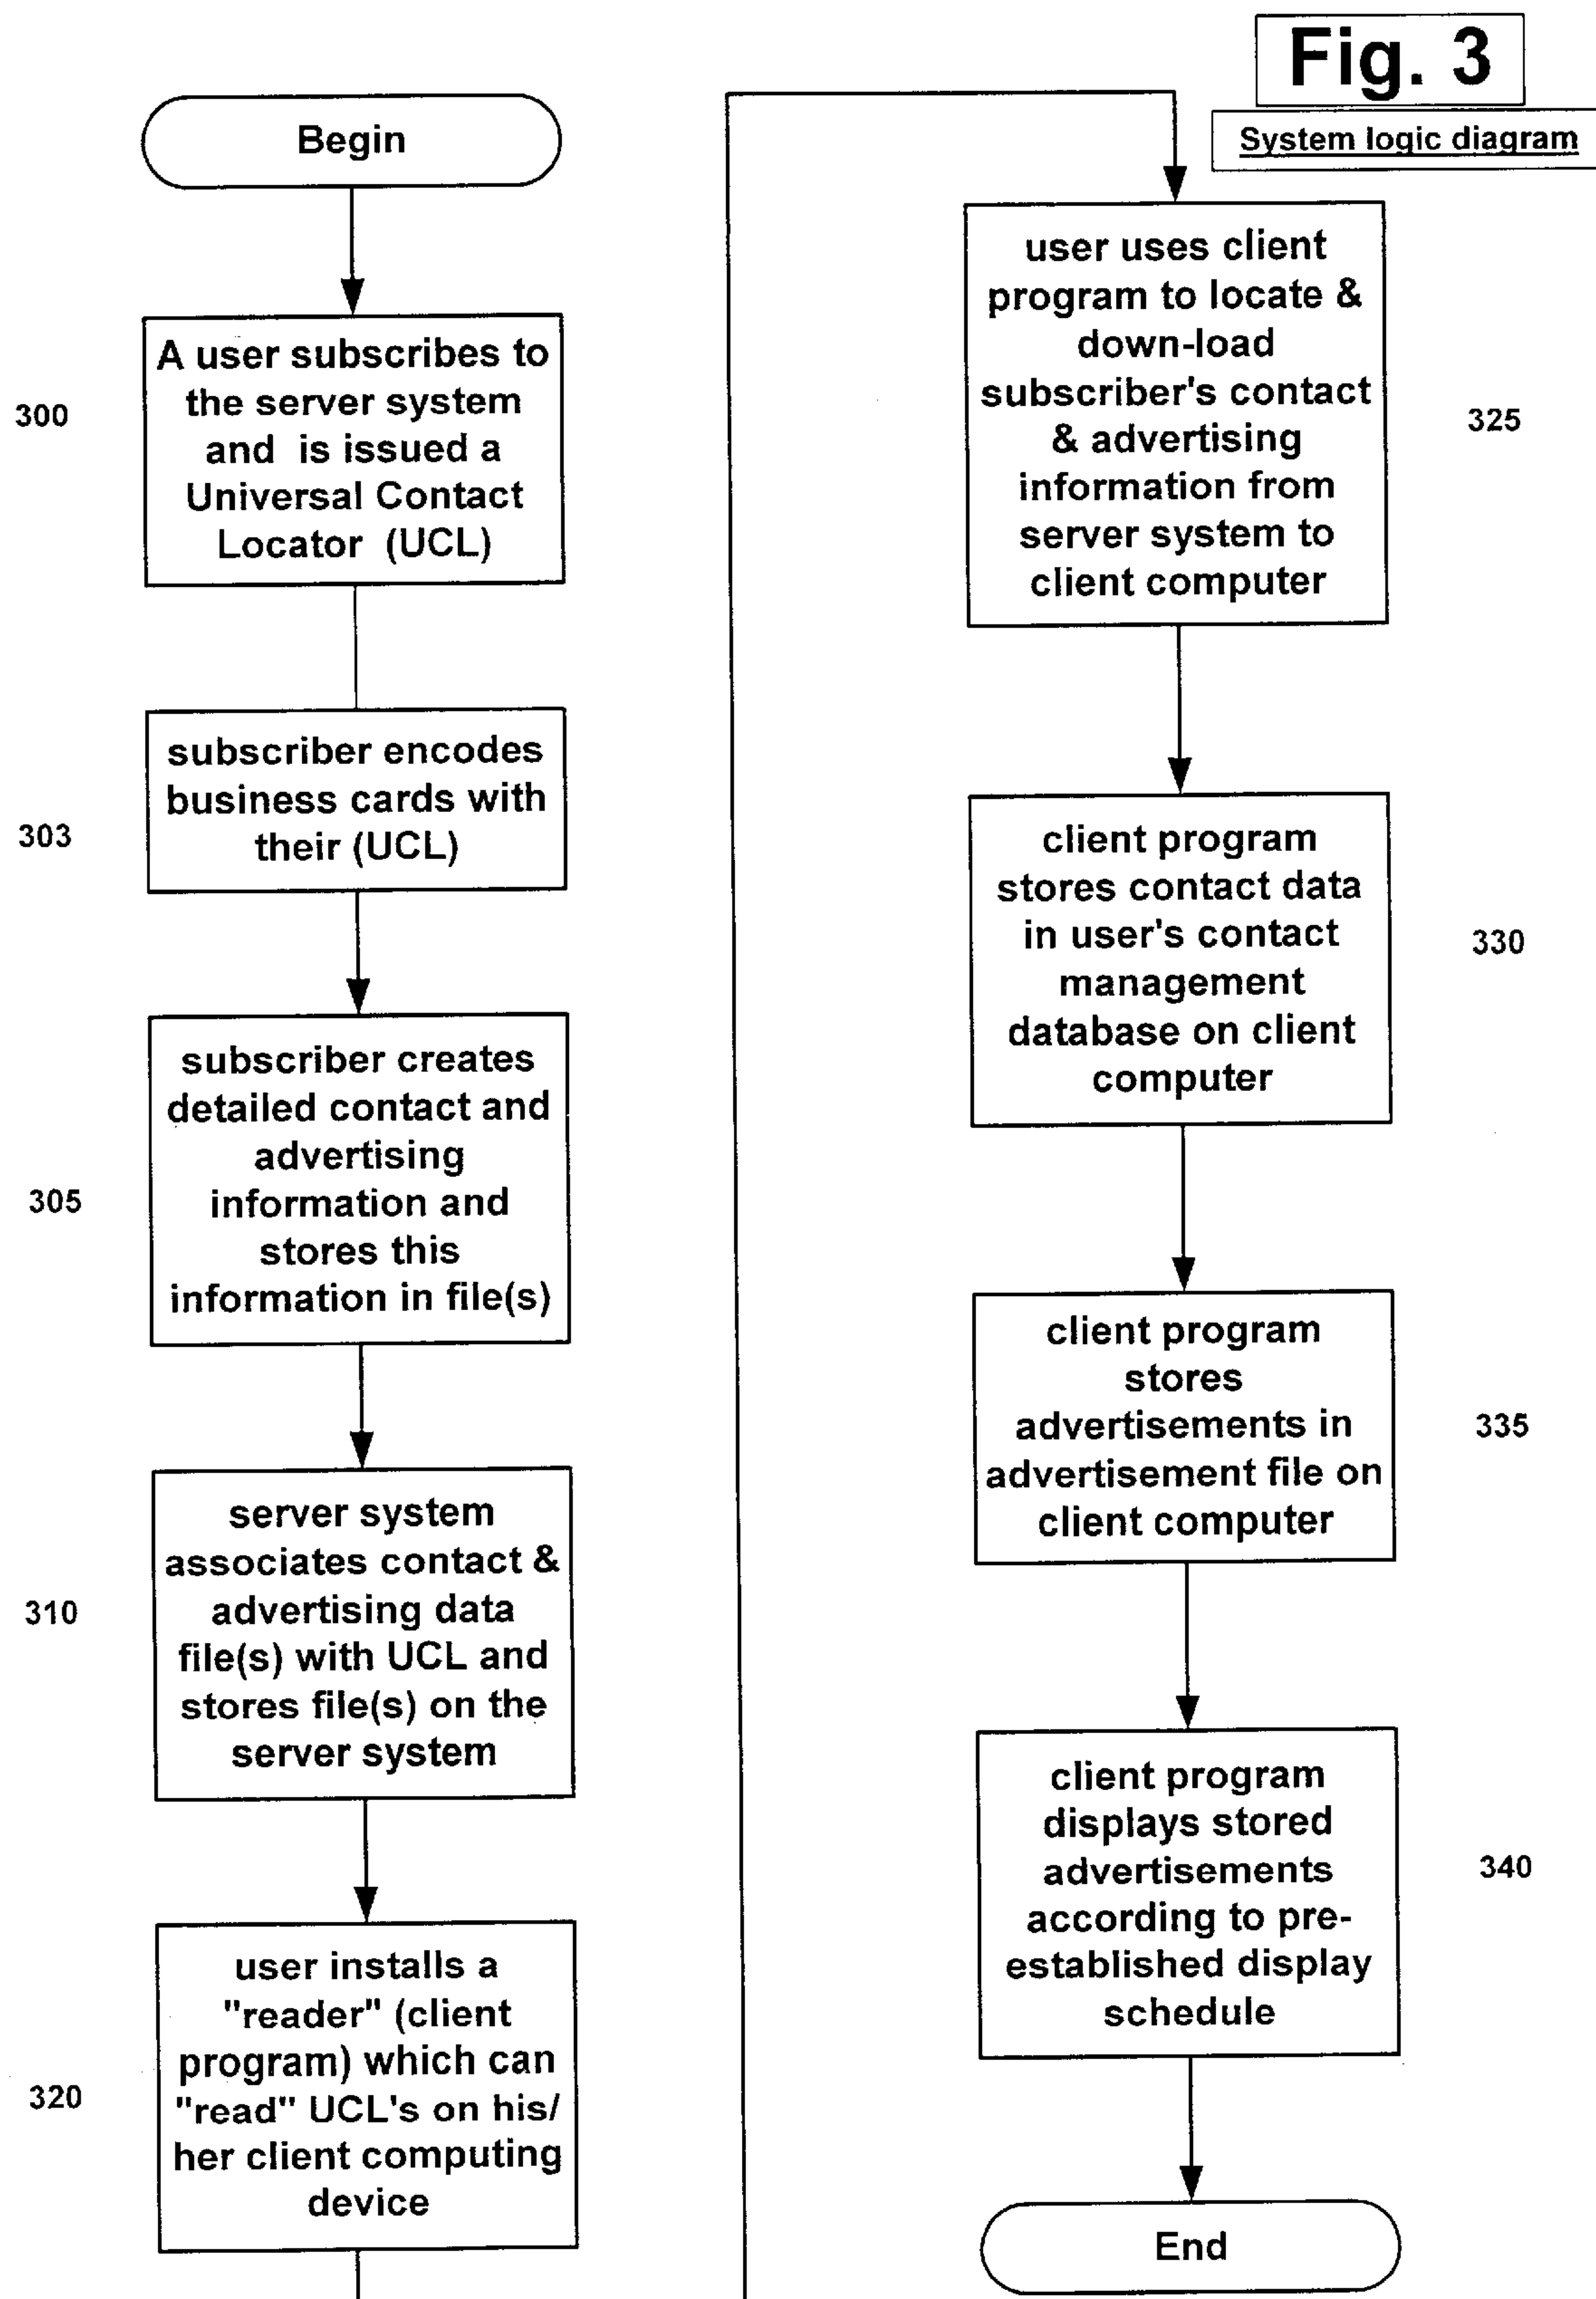 Fig. 3
System logic diagram
Begin
300
A user subscribes to
the server system
and is issued a
Universal Contact
Locator (UCL)
303
subscriber encodes
business cards with
their (UCL)
305
subscriber creates
detailed contact and
advertising
information and
stores this
information in file(s)
310
server system
associates contact &
advertising data
file(s) with UCL and
stores file(s) on the
server system
320
user installs a
"reader" (client
program) which can
"read" UCL's on his/
her client computing
device
user uses client
program to locate &
down-load
subscriber's contact
& advertising
information from
server system to
client computer
325
client program
stores contact data
in user's contact
management
database on client
computer
330
client program
stores
advertisements in
advertisement file on
client computer
335
client program
displays stored
advertisements
according to pre-
established display
schedule
340
End